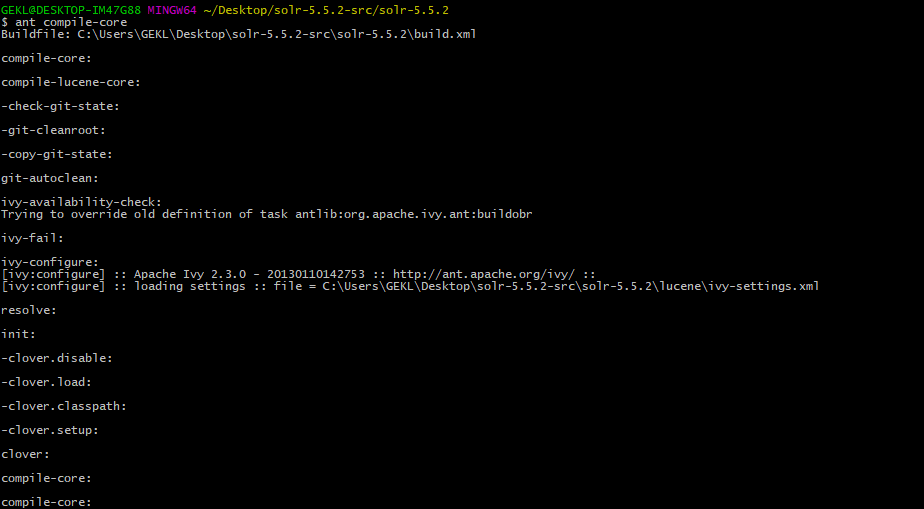 GEKL@DESKTOP-IM47G88 MINGW64 ~/Desktop/solr-5.5.2-src/solr-5.5.2
$ ant compile-core
Buildfile: C:\Users\GEKL\Desktop\solr-5.5.2-src\solr-5.5.2\build.xml
compile-core:
compile-lucene-core:
-check-git-state:
-git-cleanroot:
-copy-git-state:
git-autoclean:
ivy-availability-check:
Trying to override old definition of task antlib:org.apache.ivy.ant:buildobr
ivy-fail:
ivy-configure:
[ivy:configure] :: Apache Ivy 2.3.0 - 20130110142753 :: http://ant.apache.org/ivy/ ::
[ivy:configure] :: loading settings :: file = C:\Users\GEKL\Desktop\solr-5.5.2-src\solr-5.5.2\lucene\ivy-settings.xml
resolve:
init:
-clover.disable:
-clover.load:
-clover.classpath:
-clover.setup:
clover:
compile-core:
compile-core: